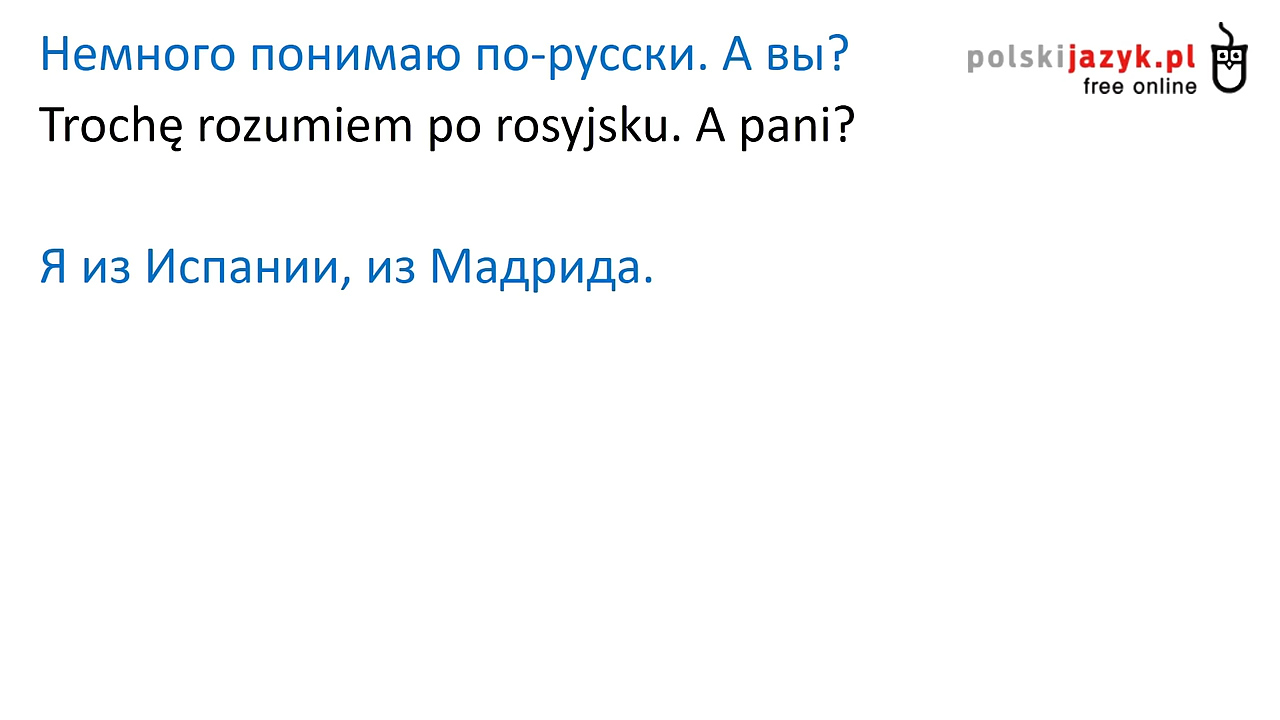 Немного понимаю по-русски. А вы?
polskijazyk.pl
free online
Trochę rozumiem po rosyjsku. A pani?
Я из Испании, из Мадрида.